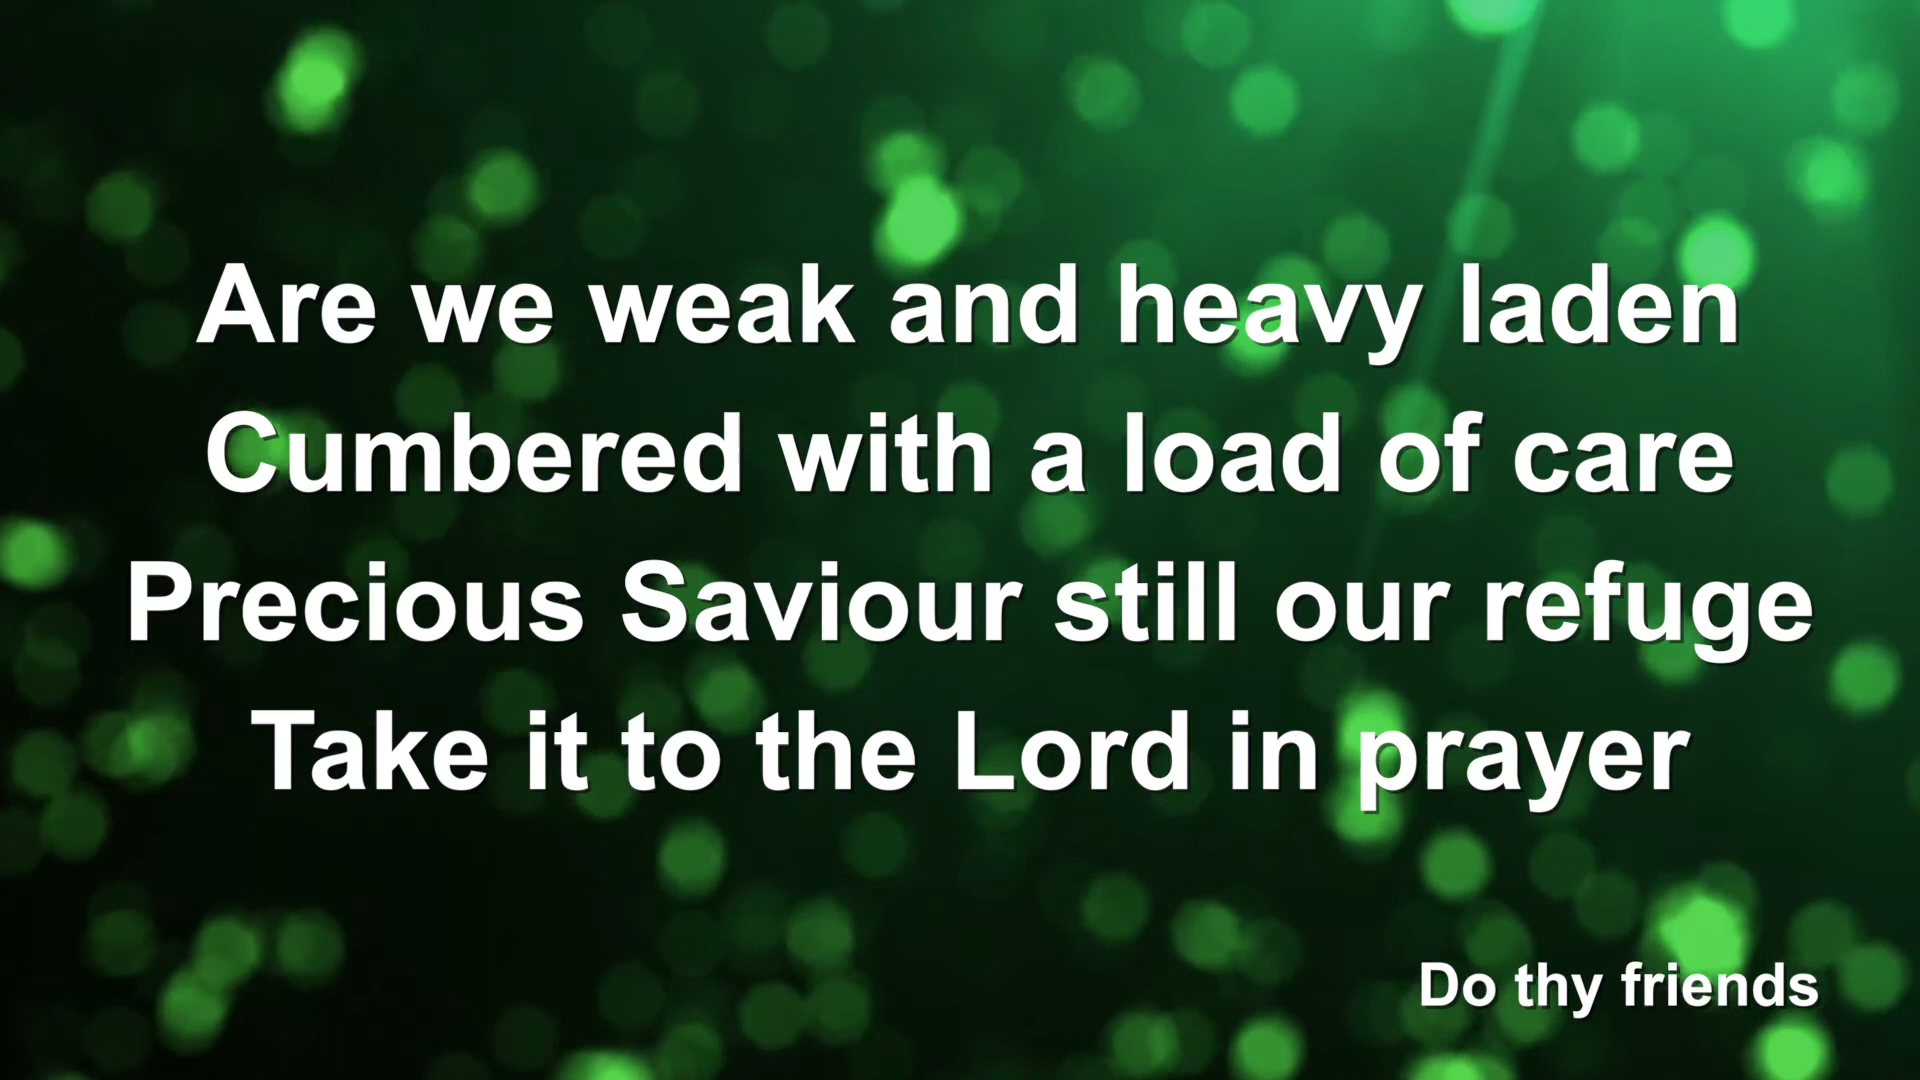 Are we weak and heavy laden
Cumbered with a load of care
Precious Saviour still our refuge
Take it to the Lord in prayer
Do thy friends